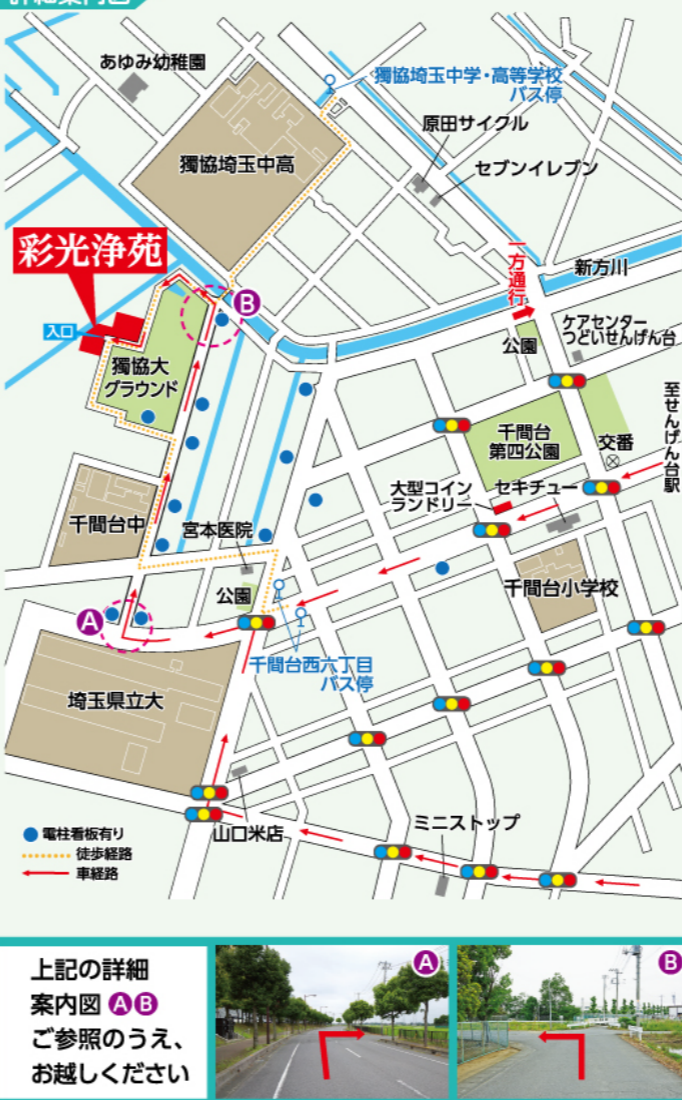 あゆみ幼稚園
獨協埼玉中学・高等学校
バス停
原田サイクル
獨協埼玉中高
セブンイレブン
彩光浄苑
一方通行
新方川
B
入口
ケアセンター
つどいせんげん台
公園
獨協大
グラウンド
至せんげん台駅
千間台
第四公園
交番
大型コイン
ランドリー
セキチュー
千間台中
宮本医院
千間台小学校
公園
A
千間台西六丁目
バス停
埼玉県立大
ミニストップ
電柱看板有り
山口米店
徒歩経路
車経路
上記の詳細
案内図 A B
ご参照のうえ、
お越しください
A
B